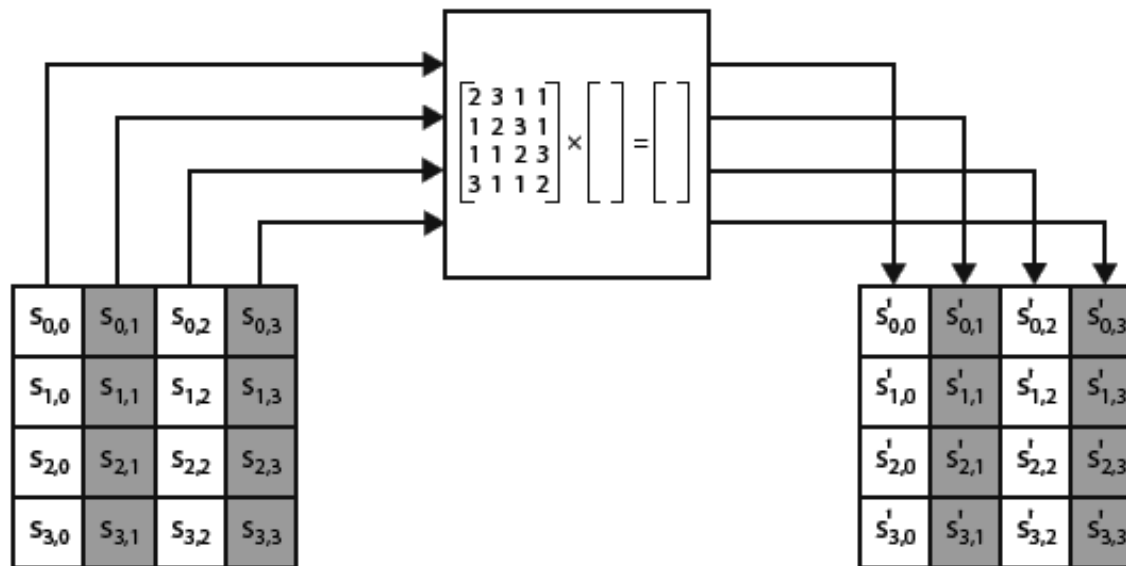 2 3 1 1
1 2 3 1
1 1 2 3
3 1 1 2
× =
S0,0 S0,1 S0,2 S0,3
S1,0 S1,1 S1,2 S1,3
S2,0 S2,1 S2,2 S2,3
S3,0 S3,1 S3,2 S3,3
S'0,0 S'0,1 S'0,2 S'0,3
S'1,0 S'1,1 S'1,2 S'1,3
S'2,0 S'2,1 S'2,2 S'2,3
S'3,0 S'3,1 S'3,2 S'3,3